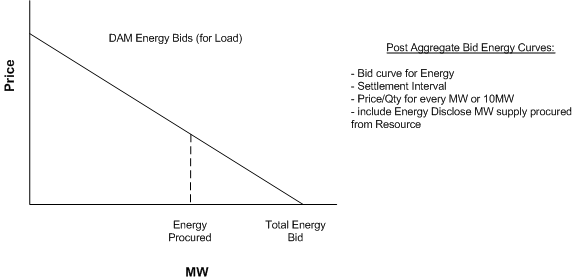 DAM Energy Bids (for Load)
Price
Energy
Procured
Total Energy
Bid
MW
Post Aggregate Bid Energy Curves:
- Bid curve for Energy
- Settlement Interval
- Price/Qty for every MW or 10MW
- include Energy Disclose MW supply procured
from Resource